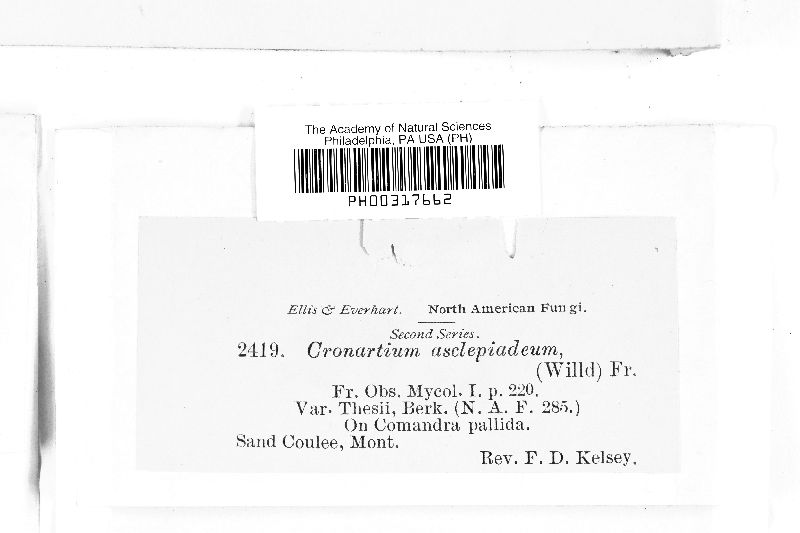 The Academy of Natural Sciences
Philadelphia, PA USA (PH)
PH00317662
Ellis & Everhart. North American Fungi.
Second Series.
2419. Cronartium asclepiadeum,
(Willd) Fr.
Fr. Obs. Mycol. I. p. 220.
Var. Thesii, Berk. (N. A. F. 285.)
On Comandra pallida.
Sand Coulee, Mont.
Rev. F. D. Kelsey.